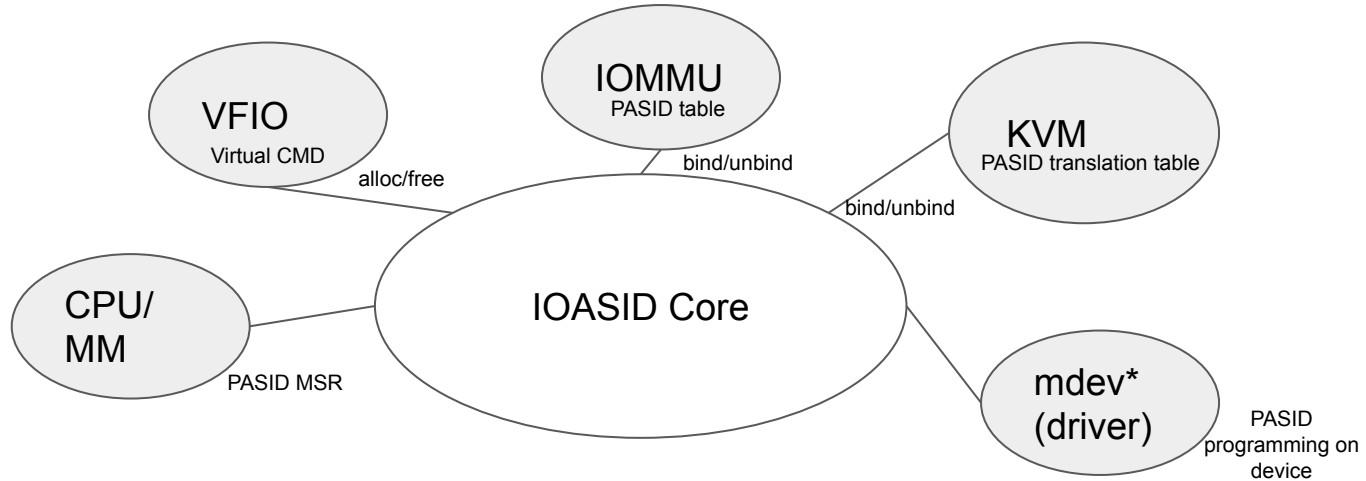 VFIO
Virtual CMD
alloc/free
IOMMU
PASID table
bind/unbind
KVM
PASID translation table
bind/unbind
IOASID Core
CPU/
MM
PASID MSR
mdev*
(driver)
PASID
programming on
device